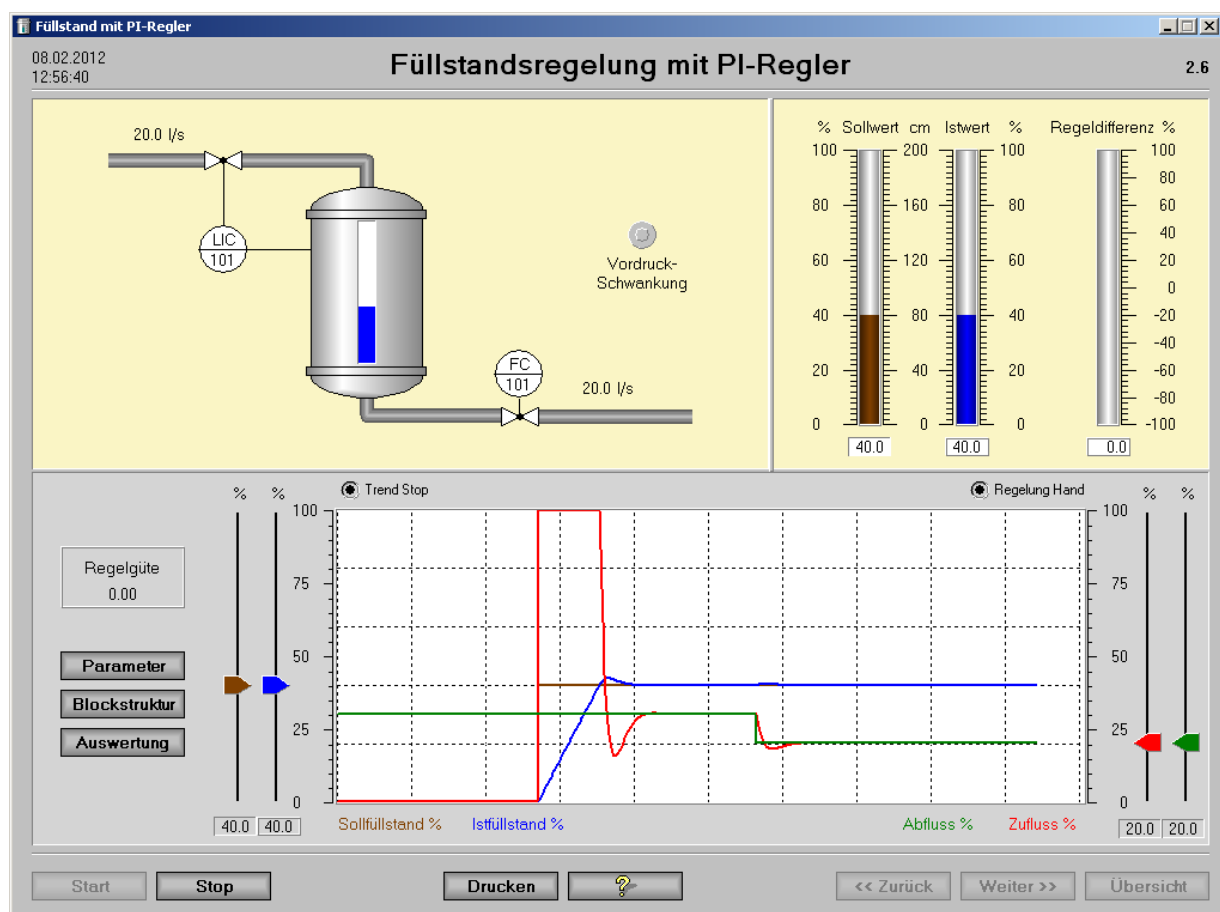 Füllstand mit PI-Regler
08.02.2012
12:56:40
Füllstandsregelung mit PI-Regler
2.6
20.0 l/s
LIC
101
Vordruck-
Schwankung
FC
101
20.0 l/s
% Sollwert cm Istwert % Regeldifferenz %
100 200 100 100
80
80 160 80 60
40
60 120 60 20
0
40 80 40 -20
-40
20 40 20 -60
-80
0 0 0 -100
40.0 40.0 0.0
% % Trend Stop Regelung Hand % %
100 100
Regelgüte
0.00
75 75
50 50
25 25
0 0
Parameter
Blockstruktur
Auswertung
40.0 40.0 Sollfüllstand % Istfüllstand % Abfluss % Zufluss % 20.0 20.0
Start Stop Drucken ? << Zurück Weiter >> Übersicht